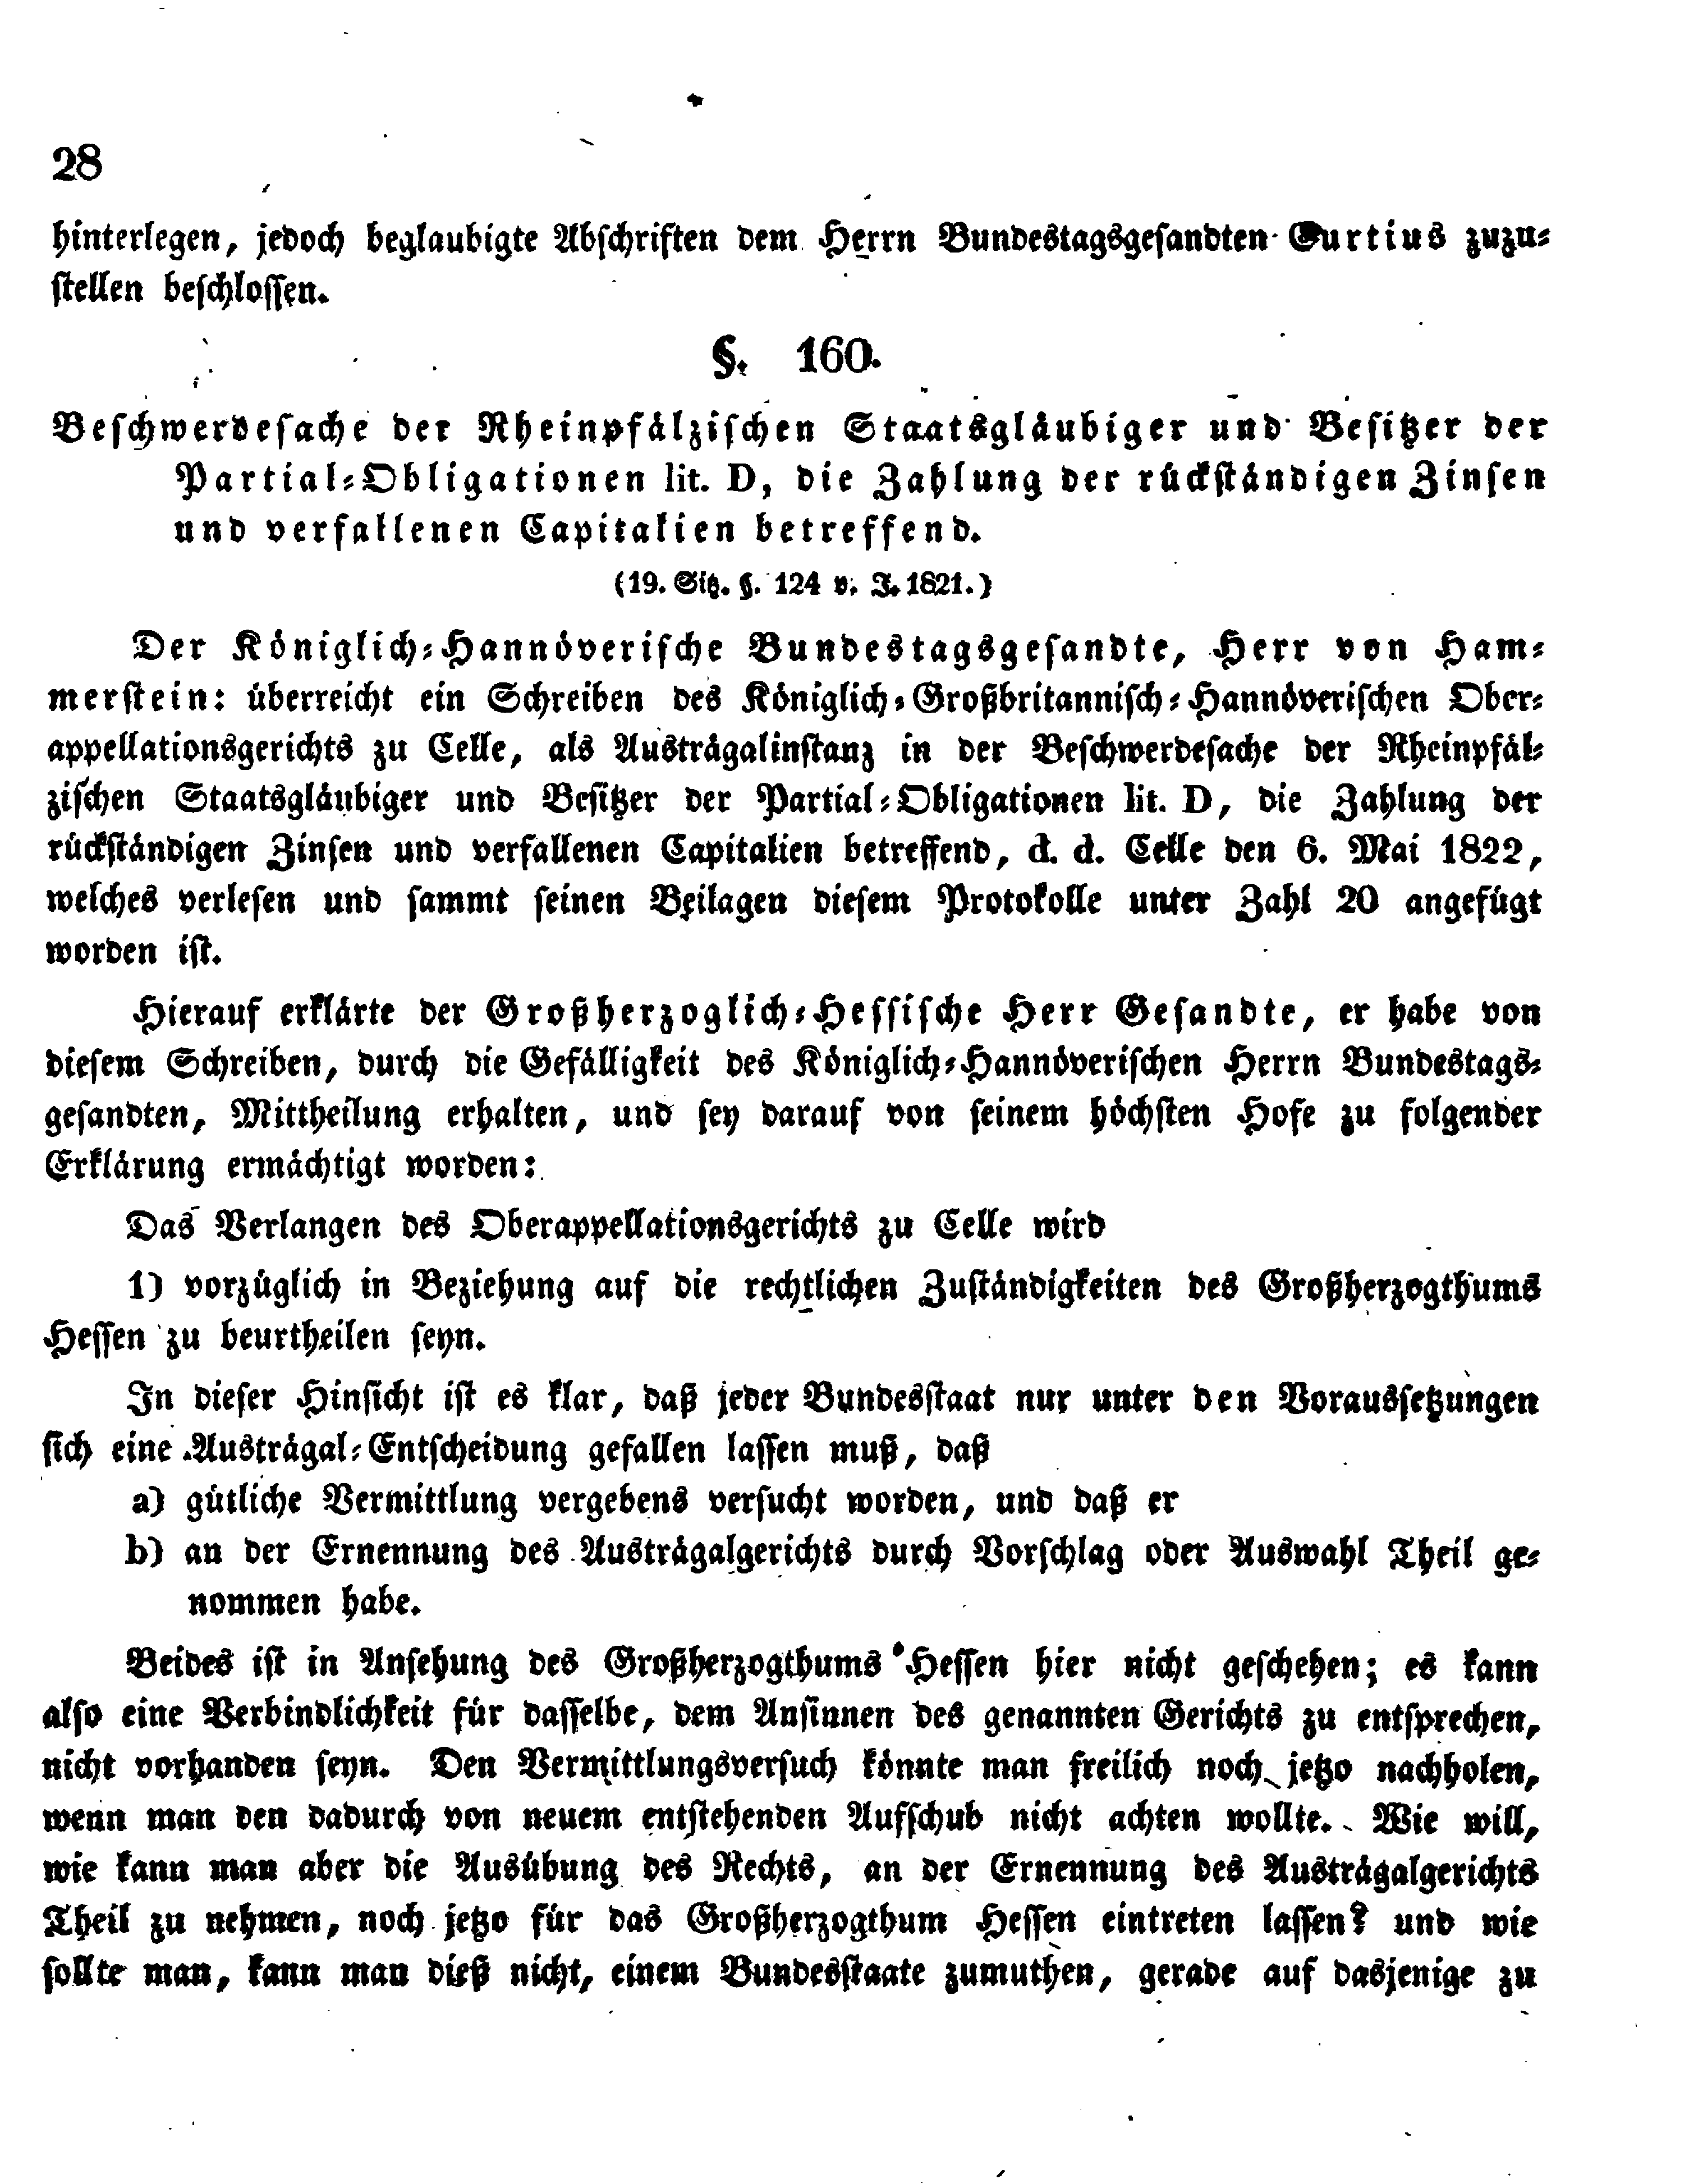 28
hinterlegen, jedoch beglaubigte Abschriften dem Herrn Bundestagsgesandten Curtius zuzu-
stellen beschlossen.
§. 160.
Beschwerdesache der Rheinpfälzischen Staatsgläubiger und Besitzer der
Partial-Obligationen lit. D, die Zahlung der rückständigen Zinsen
und verfallenen Capitalien betreffend.
(19. Sitz. §. 124 v. J. 1821.)
Der Königlich-Hannöverische Bundestagsgesandte, Herr von Ham-
merstein: überreicht ein Schreiben des Königlich-Großbritannisch-Hannöverischen Ober-
appellationsgerichts zu Celle, als Austrägalinstanz in der Beschwerdesache der Rheinpfäl-
zischen Staatsgläubiger und Besitzer der Partial-Obligationen lit. D, die Zahlung der
rückständigen Zinsen und verfallenen Capitalien betreffend, d. d. Celle den 6. Mai 1822,
welches verlesen und sammt seinen Beilagen diesem Protokolle unter Zahl 20 angefügt
worden ist.
Hierauf erklärte der Großherzoglich-Hessische Herr Gesandte, er habe von
diesem Schreiben, durch die Gefälligkeit des Königlich-Hannöverischen Herrn Bundestags-
gesandten, Mittheilung erhalten, und sey darauf von seinem höchsten Hofe zu folgender
Erklärung ermächtigt worden:
Das Verlangen des Oberappellationsgerichts zu Celle wird
1) vorzüglich in Beziehung auf die rechtlichen Zuständigkeiten des Großherzogthums
Hessen zu beurtheilen seyn.
In dieser Hinsicht ist es klar, daß jeder Bundesstaat nur unter den Voraussetzungen
sich eine Austrägal-Entscheidung gefallen lassen muß, daß
a) gütliche Vermittlung vergebens versucht worden, und daß er
b) an der Ernennung des Austrägalgerichts durch Vorschlag oder Auswahl Theil ge-
nommen habe.
Beides ist in Ansehung des Großherzogthums Hessen hier nicht geschehen; es kann
also eine Verbindlichkeit für dasselbe, dem Ansinnen des genannten Gerichts zu entsprechen,
nicht vorhanden seyn. Den Vermittlungsversuch könnte man freilich noch jetzo nachholen,
wenn man den dadurch von neuem entstehenden Aufschub nicht achten wollte. Wie will,
wie kann man aber die Ausübung des Rechts, an der Ernennung des Austrägalgerichts
Theil zu nehmen, noch jetzo für das Großherzogthum Hessen eintreten lassen? und wie
sollte man, kann man dieß nicht, einem Bundesstaate zumuthen, gerade auf dasjenige zu